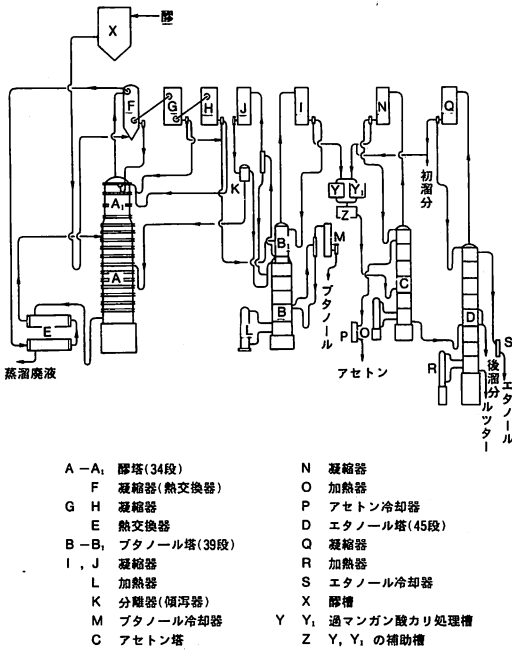 醪
X
F
G
H
J
I
N
Q
K
A₁
A
E
蒸溜廃液
B₁
B
L
M
ブタノール
Y
Y₁
Z
初溜分
C
P
O
アセトン
D
R
S
後溜分
エタノール
ルッター
A－A₁ 醪塔(34段)
F 凝縮器(熱交換器)
G H 凝縮器
E 熱交換器
B－B₁ ブタノール塔(39段)
I , J 凝縮器
L 加熱器
K 分離器(傾瀉器)
M ブタノール冷却器
C アセトン塔
N 凝縮器
O 加熱器
P アセトン冷却器
D エタノール塔(45段)
Q 凝縮器
R 加熱器
S エタノール冷却器
X 醪槽
Y Y₁ 過マンガン酸カリ処理槽
Z Y, Y₁ の補助槽